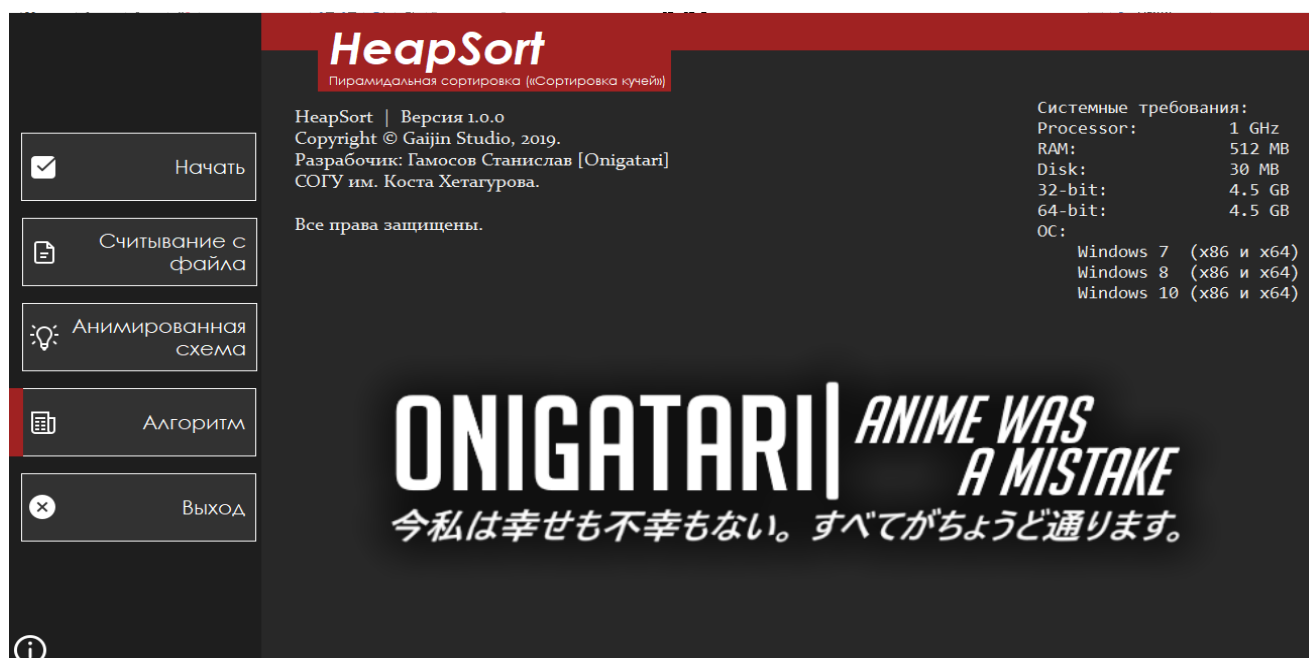 HeapSort
Пирамидальная сортировка («Сортировка кучей»)
Начать
Считывание с
файла
Анимированная
схема
Алгоритм
Выход
HeapSort | Версия 1.0.0
Copyright © Gaijin Studio, 2019.
Разрабочик: Гамосов Станислав [Onigatari]
СОГУ им. Коста Хетагурова.
Все права защищены.
Системные требования:
Processor: 1 GHz
RAM: 512 MB
Disk: 30 MB
32-bit: 4.5 GB
64-bit: 4.5 GB
ОС:
Windows 7 (x86 и x64)
Windows 8 (x86 и x64)
Windows 10 (x86 и x64)
ONIGATARI| ANIME WAS
A MISTAKE
今私は幸せも不幸もない。すべてがちょうど通ります。